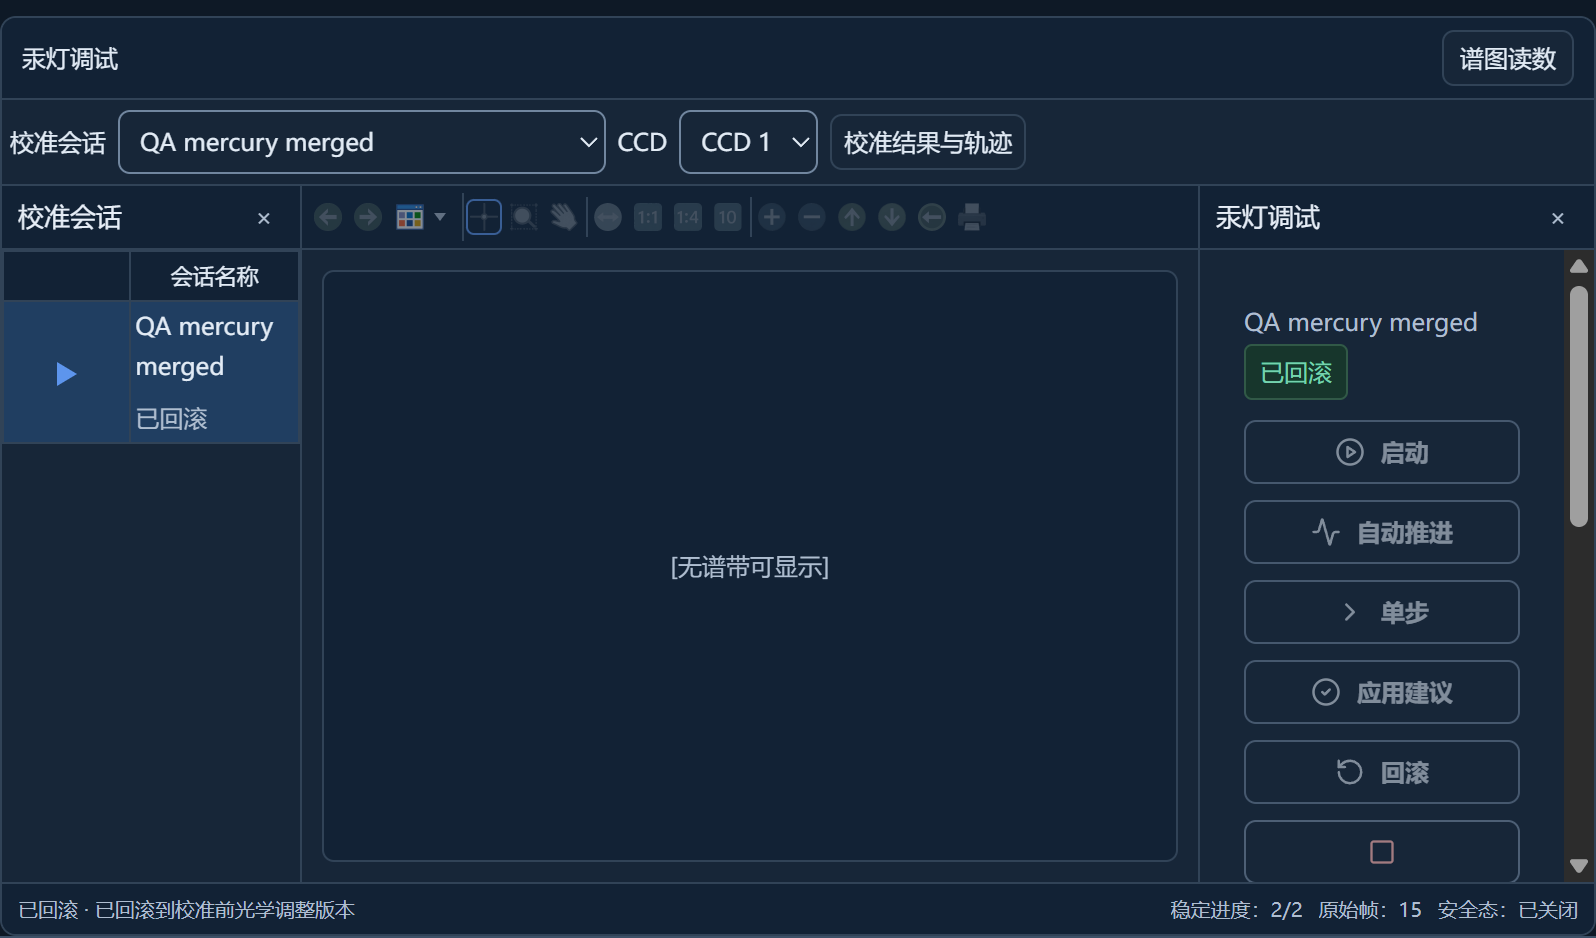 汞灯调试
谱图读数
校准会话
QA mercury merged
CCD
CCD 1
校准结果与轨迹
校准会话
×
1:1
1:4
10
汞灯调试
×
会话名称
QA mercury
merged
已回滚
[无谱带可显示]
QA mercury merged
已回滚
启动
自动推进
单步
应用建议
回滚
已回滚 · 已回滚到校准前光学调整版本
稳定进度：2/2 原始帧：15 安全态：已关闭